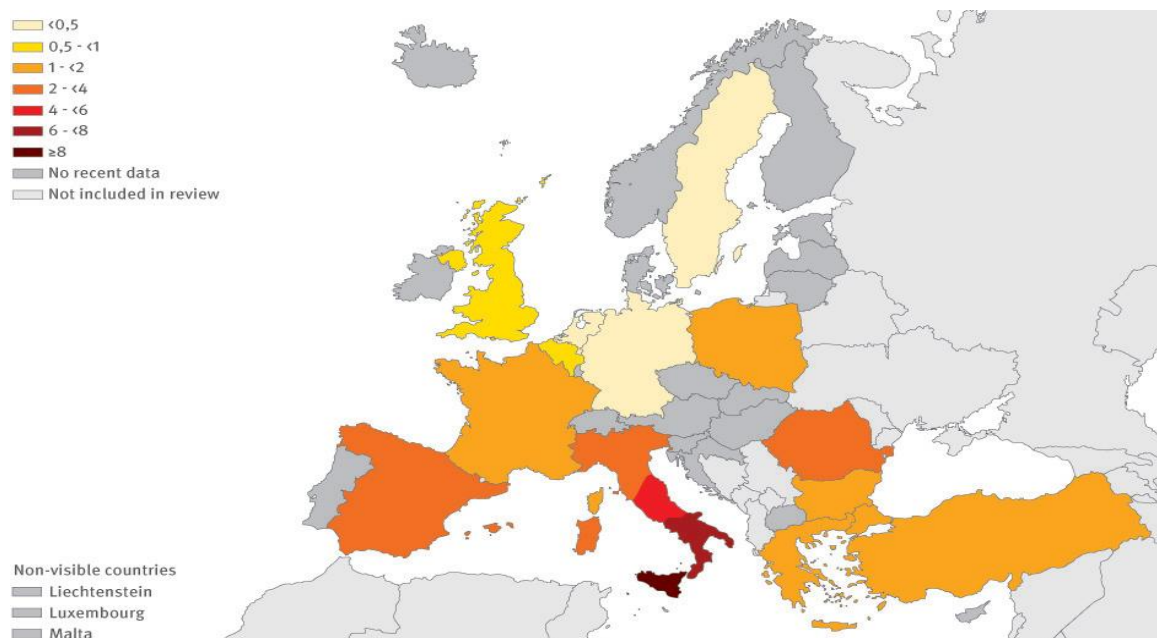 <0,5
0,5 - <1
1 - <2
2 - <4
4 - <6
6 - <8
≥8
No recent data
Not included in review
Non-visible countries
Liechtenstein
Luxembourg
Malta